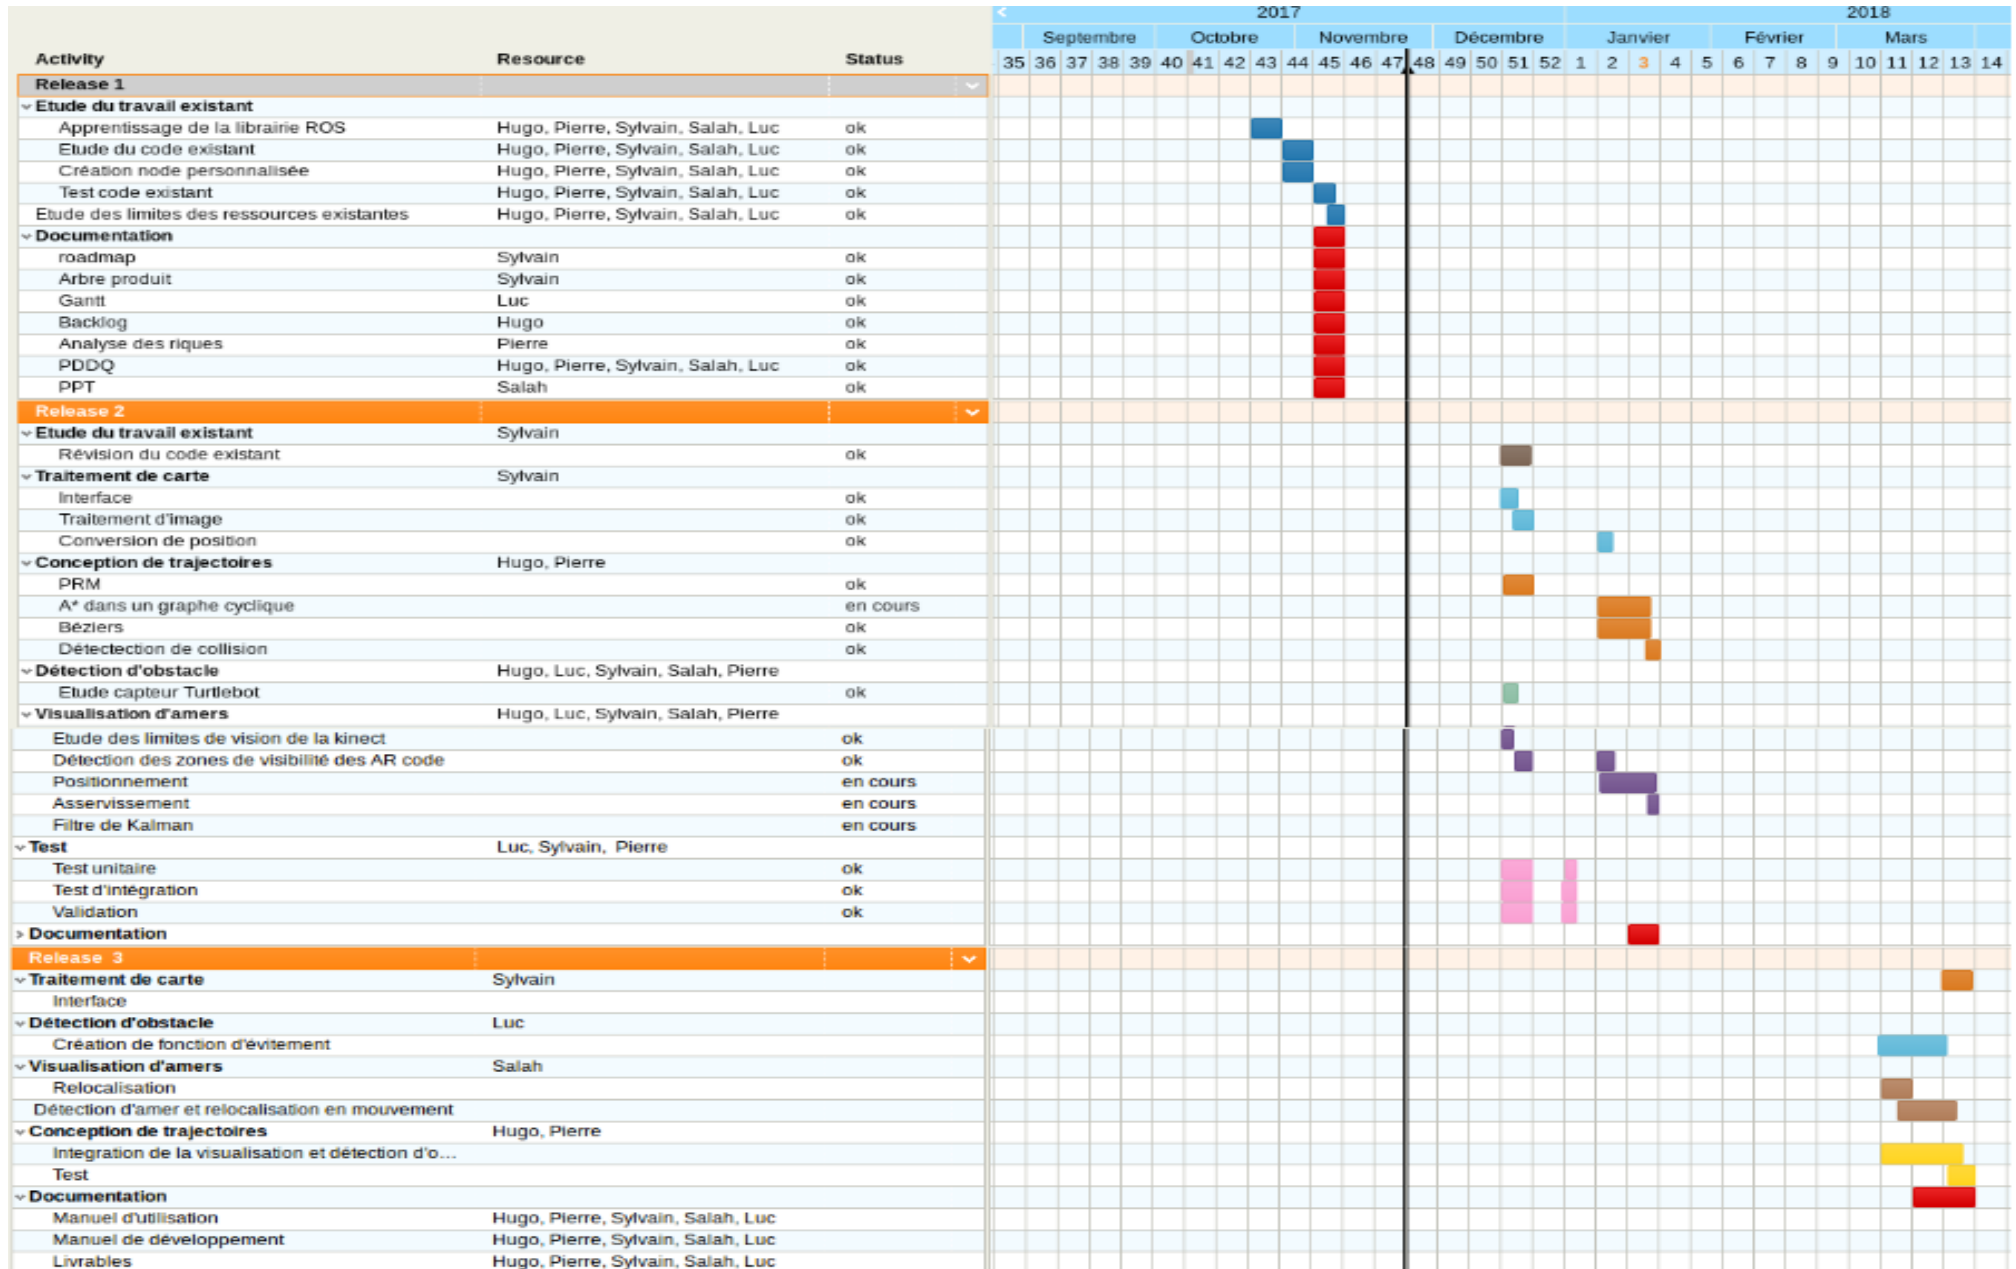 2017 2018
Septembre Octobre Novembre Décembre Janvier Février Mars
Activity Resource Status 35 36 37 38 39 40 41 42 43 44 45 46 47 48 49 50 51 52 1 2 3 4 5 6 7 8 9 10 11 12 13 14
Release 1
Etude du travail existant
Apprentissage de la librairie ROS Hugo, Pierre, Sylvain, Salah, Luc ok
Etude du code existant Hugo, Pierre, Sylvain, Salah, Luc ok
Création node personnalisée Hugo, Pierre, Sylvain, Salah, Luc ok
Test code existant Hugo, Pierre, Sylvain, Salah, Luc ok
Etude des limites des ressources existantes Hugo, Pierre, Sylvain, Salah, Luc ok
Documentation
roadmap Sylvain ok
Arbre produit Sylvain ok
Gantt Luc ok
Backlog Hugo ok
Analyse des riques Pierre ok
PDDQ Hugo, Pierre, Sylvain, Salah, Luc ok
PPT Salah ok
Release 2
Etude du travail existant Sylvain
Révision du code existant ok
Traitement de carte Sylvain
Interface ok
Traitement d'image ok
Conversion de position ok
Conception de trajectoires Hugo, Pierre
PRM ok
A* dans un graphe cyclique en cours
Béziers ok
Détectection de collision ok
Détection d'obstacle Hugo, Luc, Sylvain, Salah, Pierre
Etude capteur Turtlebot ok
Visualisation d'amers Hugo, Luc, Sylvain, Salah, Pierre
Etude des limites de vision de la kinect ok
Détection des zones de visibilité des AR code ok
Positionnement en cours
Asservissement en cours
Filtre de Kalman en cours
Test Luc, Sylvain, Pierre
Test unitaire ok
Test d'intégration ok
Validation ok
Documentation
Release 3
Traitement de carte Sylvain
Interface
Détection d'obstacle Luc
Création de fonction d'évitement
Visualisation d'amers Salah
Relocalisation
Détection d'amer et relocalisation en mouvement
Conception de trajectoires Hugo, Pierre
Integration de la visualisation et détection d'o...
Test
Documentation
Manuel d'utilisation Hugo, Pierre, Sylvain, Salah, Luc
Manuel de développement Hugo, Pierre, Sylvain, Salah, Luc
Livrables Hugo, Pierre, Sylvain, Salah, Luc